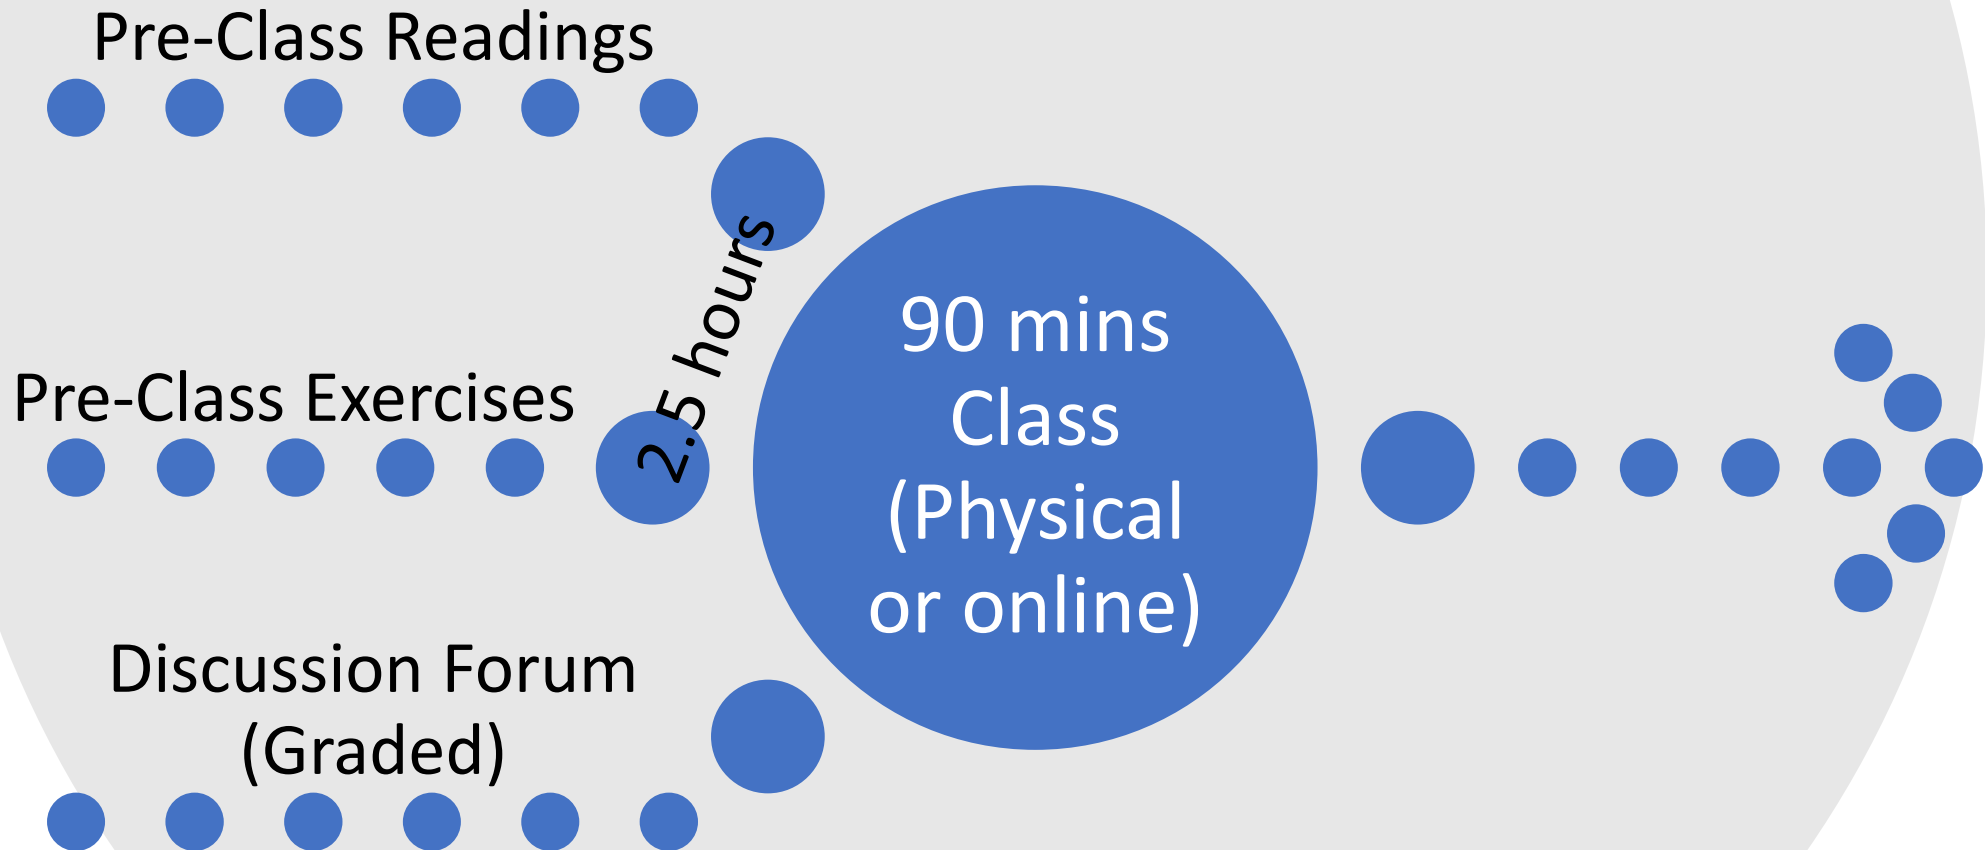 Pre-Class Readings
2.5 hours
Pre-Class Exercises
Discussion Forum
(Graded)
90 mins
Class
(Physical
or online)